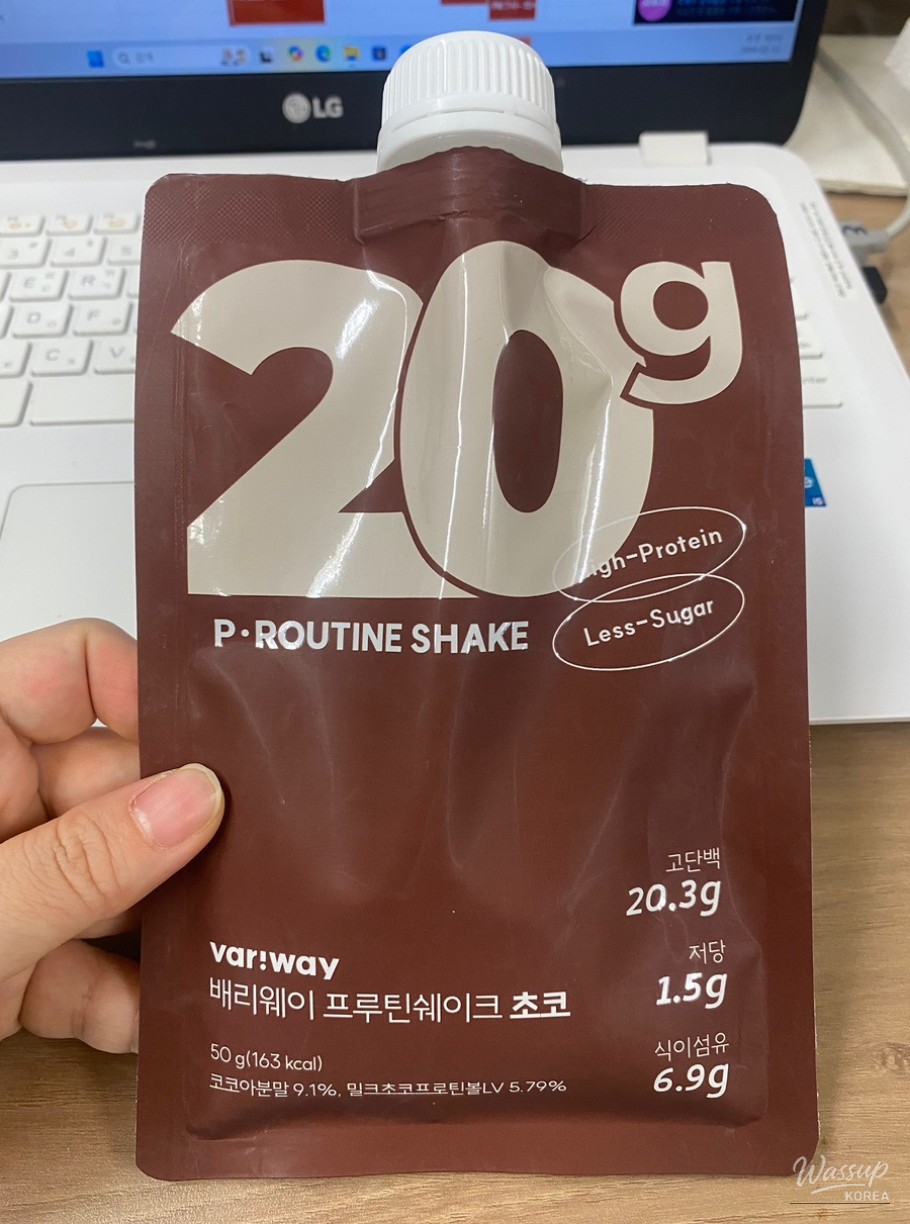 LG
20g
High-Protein
Less-Sugar
P·ROUTINE SHAKE
고단백
20.3g
저당
1.5g
식이섬유
6.9g
var!way
배리웨이 프루틴쉐이크 초코
50 g(163 kcal)
코코아분말 9.1%, 밀크초코프로틴볼LV 5.79%
Wassup
KOREA